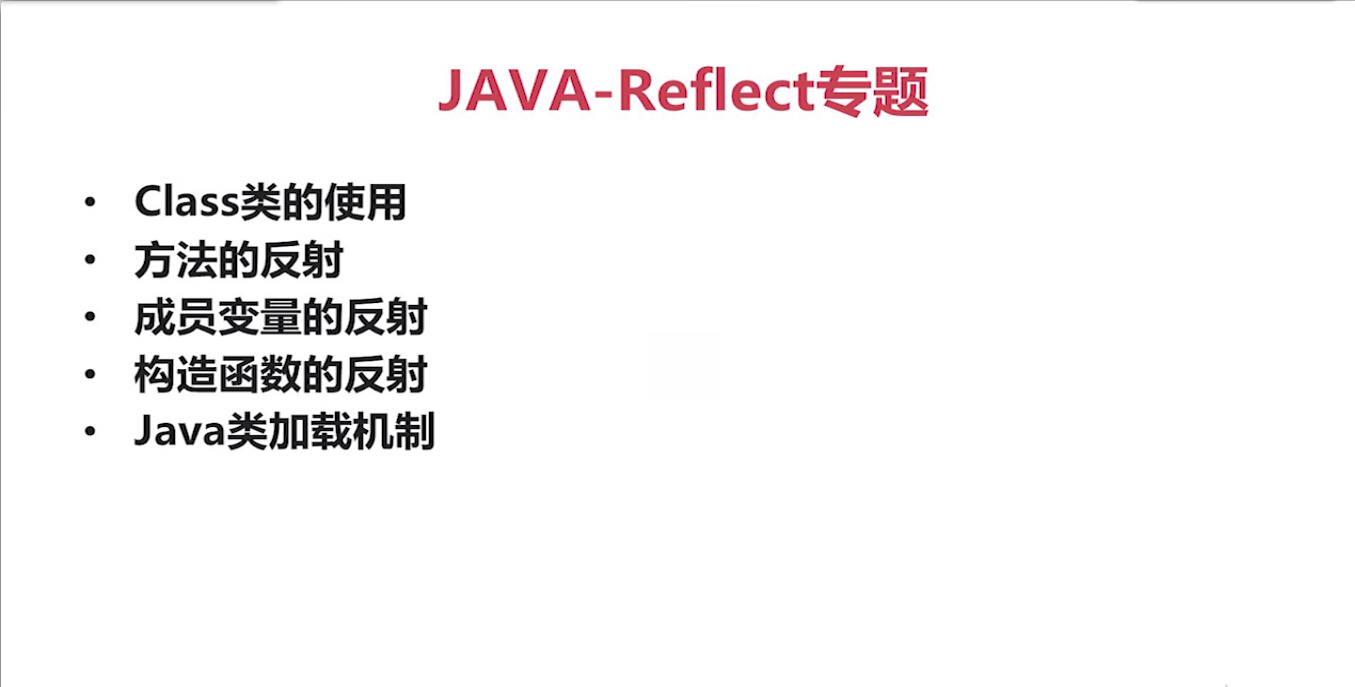 JAVA-Reflect专题
• Class类的使用
• 方法的反射
• 成员变量的反射
• 构造函数的反射
• Java类加载机制